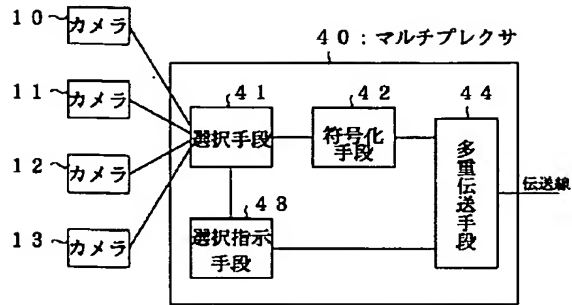 10
カメラ
11
カメラ
12
カメラ
13
カメラ
40:マルチプレクサ
41
選択手段
42
符号化
手段
43
選択指示
手段
44
多重伝送手段
伝送線